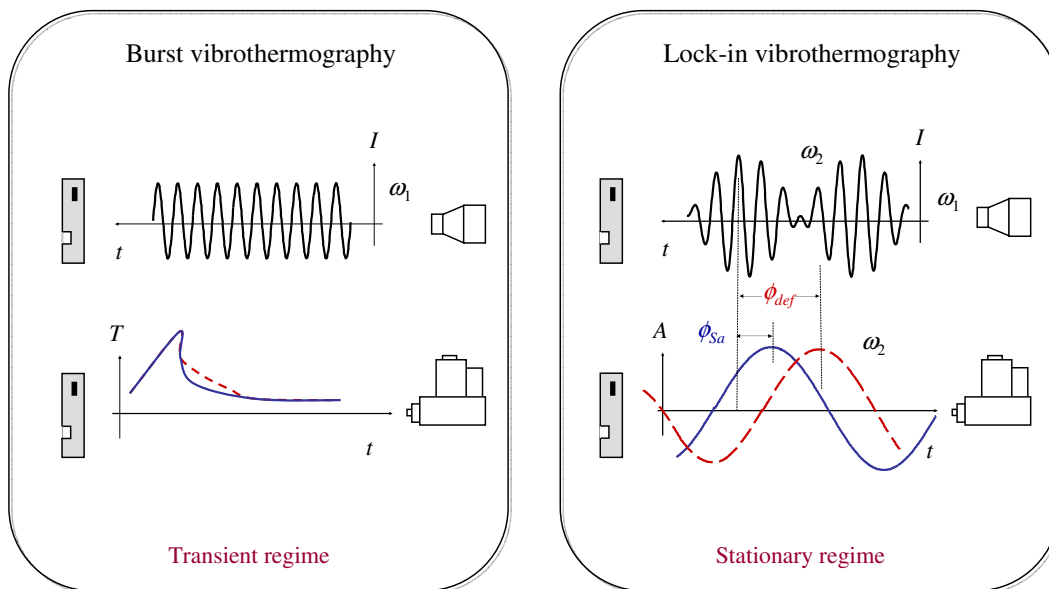 Burst vibrothermography
I
ω₁
t
T
t
Transient regime
Lock-in vibrothermography
ω₂
I
ω₁
t
ϕdef
ϕSa
A
ω₂
t
Stationary regime